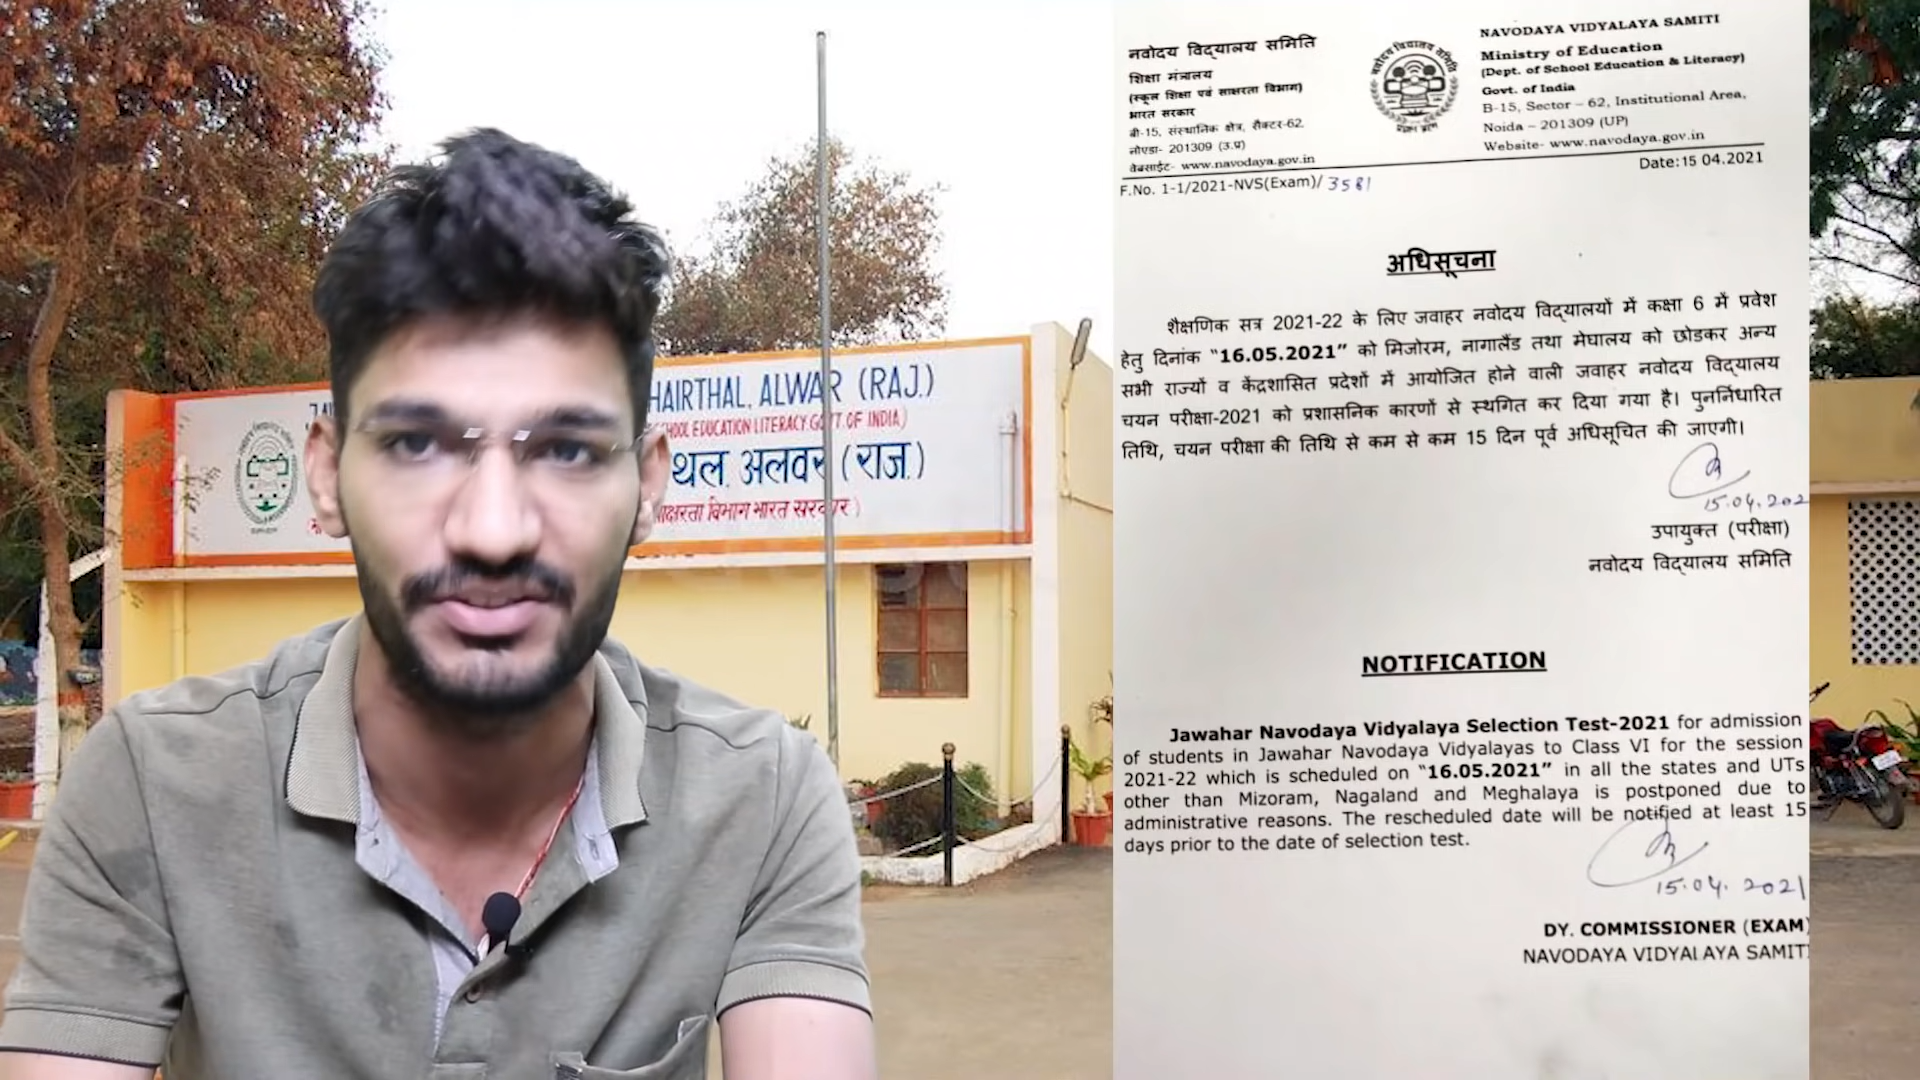 HAIRTHAL, ALWAR (RAJ.)
SCHOOL EDUCATION LITERACY GOVT. OF INDIA)
थल, अलवर (राज.)
साक्षरता विभाग भारत सरकार)
नवोदय विद्यालय समिति
शिक्षा मंत्रालय
(स्कूल शिक्षा एवं साक्षरता विभाग)
भारत सरकार
बी-15, संस्थानिक क्षेत्र, सैक्टर-62,
नोएडा- 201309 (उ.प्र)
वेबसाईट- www.navodaya.gov.in
NAVODAYA VIDYALAYA SAMITI
Ministry of Education
(Dept. of School Education & Literacy)
Govt. of India
B-15, Sector – 62, Institutional Area,
Noida – 201309 (UP)
Website- www.navodaya.gov.in
F.No. 1-1/2021-NVS(Exam)/ 3581
Date:15 04.2021
अधिसूचना
शैक्षणिक सत्र 2021-22 के लिए जवाहर नवोदय विद्यालयों में कक्षा 6 में प्रवेश
हेतु दिनांक "16.05.2021" को मिजोरम, नागालैंड तथा मेघालय को छोडकर अन्य
सभी राज्यों व केंद्रशासित प्रदेशों में आयोजित होने वाली जवाहर नवोदय विद्यालय
चयन परीक्षा-2021 को प्रशासनिक कारणों से स्थगित कर दिया गया है। पुनर्निधारित
तिथि, चयन परीक्षा की तिथि से कम से कम 15 दिन पूर्व अधिसूचित की जाएगी।
15.04.202
उपायुक्त (परीक्षा)
नवोदय विद्यालय समिति
NOTIFICATION
Jawahar Navodaya Vidyalaya Selection Test-2021 for admission
of students in Jawahar Navodaya Vidyalayas to Class VI for the session
2021-22 which is scheduled on "16.05.2021" in all the states and UTs
other than Mizoram, Nagaland and Meghalaya is postponed due to
administrative reasons. The rescheduled date will be notified at least 15
days prior to the date of selection test.
15.04.2021
DY. COMMISSIONER (EXAM)
NAVODAYA VIDYALAYA SAMITI